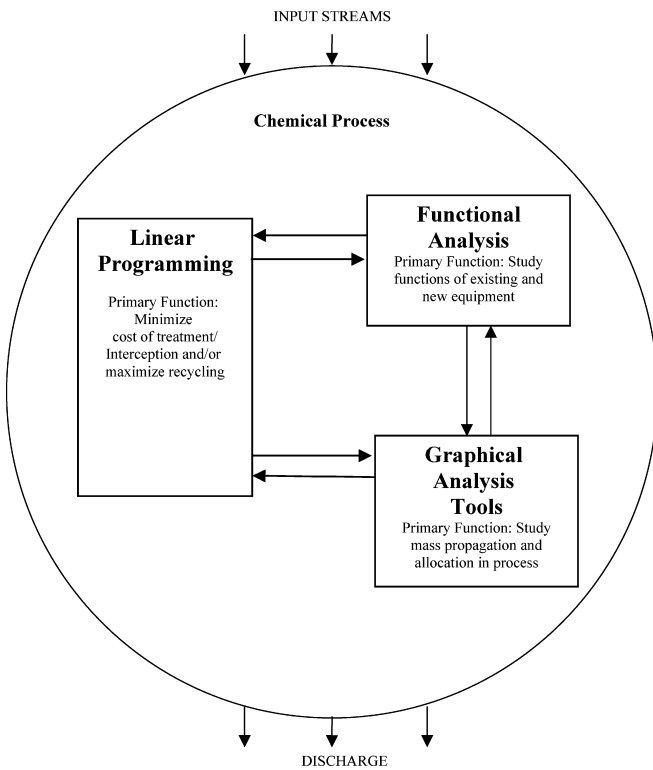 INPUT STREAMS
Chemical Process
Linear
Programming
Primary Function:
Minimize
cost of treatment/
Interception and/or
maximize recycling
Functional
Analysis
Primary Function: Study
functions of existing and
new equipment
Graphical
Analysis
Tools
Primary Function: Study
mass propagation and
allocation in process
DISCHARGE